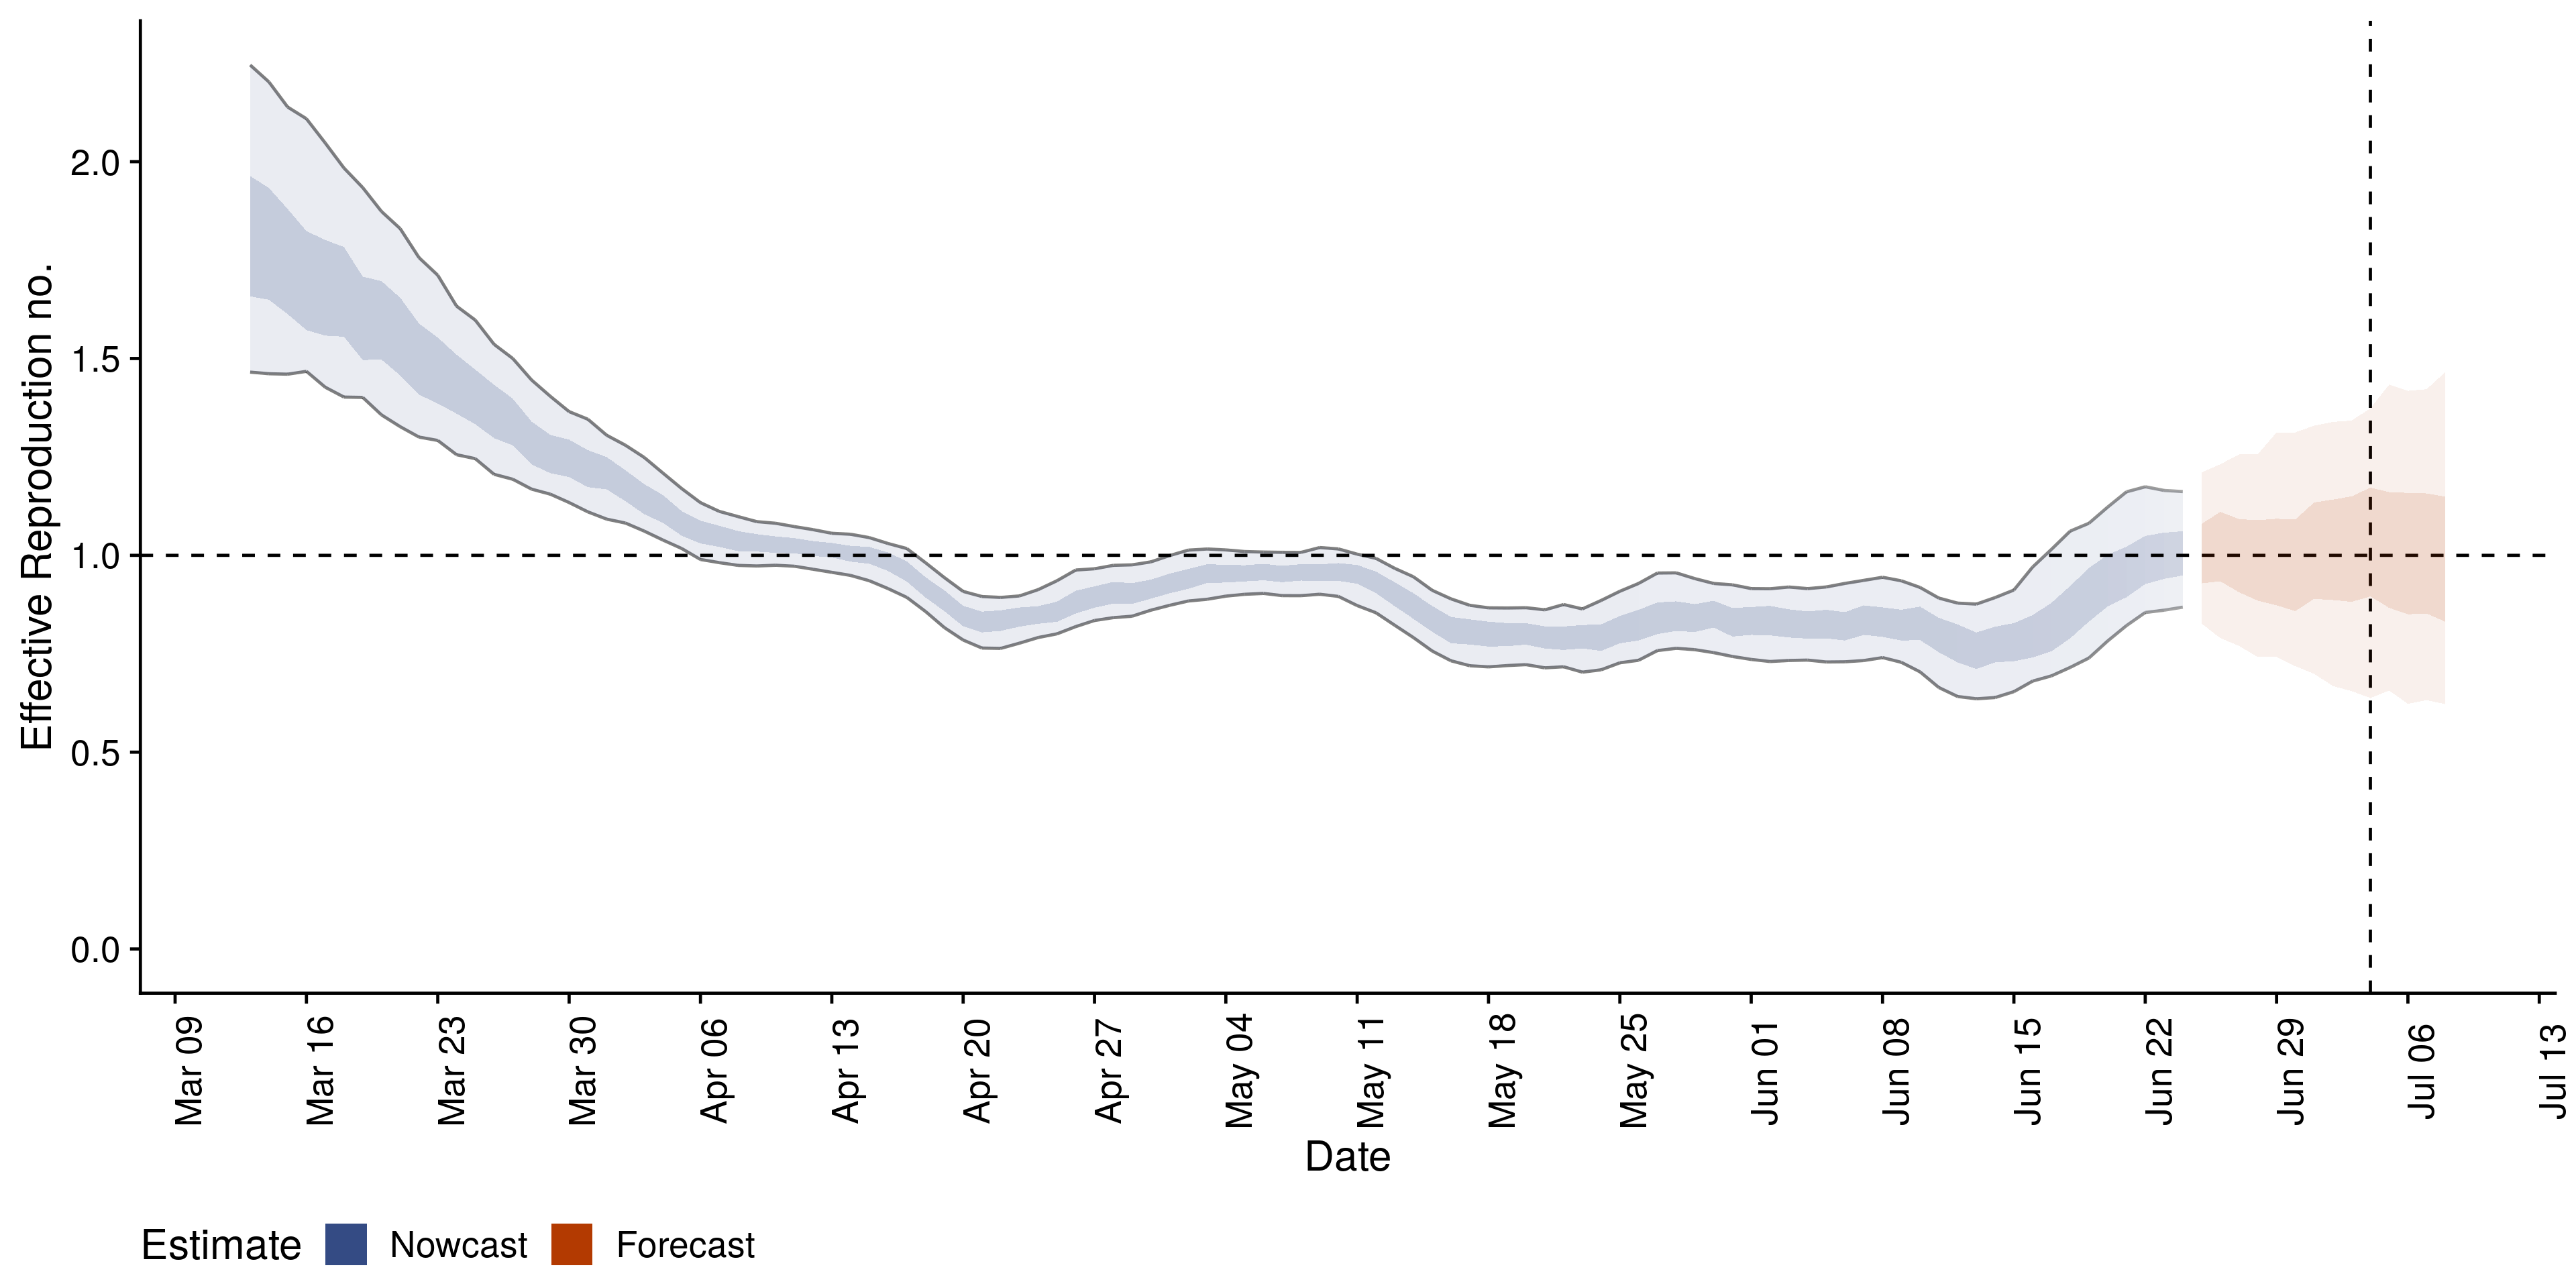 Effective Reproduction no.
2.0
1.5
1.0
0.5
0.0
Mar 09
Mar 16
Mar 23
Mar 30
Apr 06
Apr 13
Apr 20
Apr 27
May 04
May 11
May 18
May 25
Jun 01
Jun 08
Jun 15
Jun 22
Jun 29
Jul 06
Jul 13
Date
Estimate Nowcast Forecast